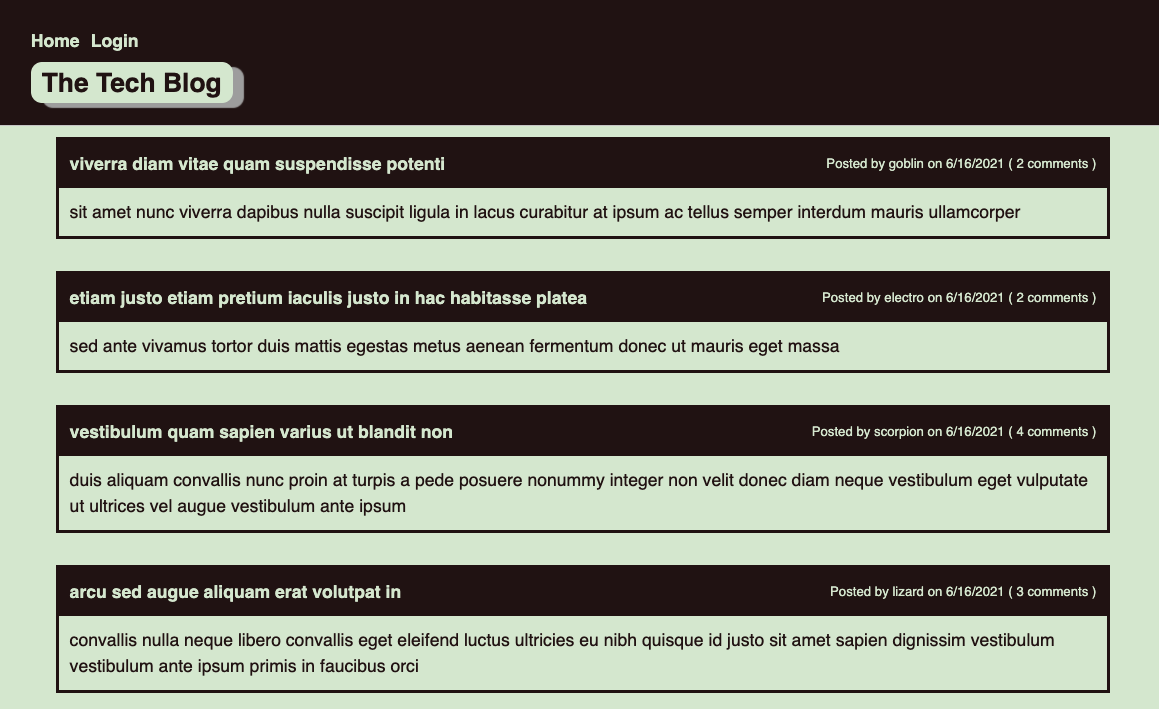 Home Login
The Tech Blog
viverra diam vitae quam suspendisse potenti Posted by goblin on 6/16/2021 ( 2 comments )
sit amet nunc viverra dapibus nulla suscipit ligula in lacus curabitur at ipsum ac tellus semper interdum mauris ullamcorper
etiam justo etiam pretium iaculis justo in hac habitasse platea Posted by electro on 6/16/2021 ( 2 comments )
sed ante vivamus tortor duis mattis egestas metus aenean fermentum donec ut mauris eget massa
vestibulum quam sapien varius ut blandit non Posted by scorpion on 6/16/2021 ( 4 comments )
duis aliquam convallis nunc proin at turpis a pede posuere nonummy integer non velit donec diam neque vestibulum eget vulputate
ut ultrices vel augue vestibulum ante ipsum
arcu sed augue aliquam erat volutpat in Posted by lizard on 6/16/2021 ( 3 comments )
convallis nulla neque libero convallis eget eleifend luctus ultricies eu nibh quisque id justo sit amet sapien dignissim vestibulum
vestibulum ante ipsum primis in faucibus orci